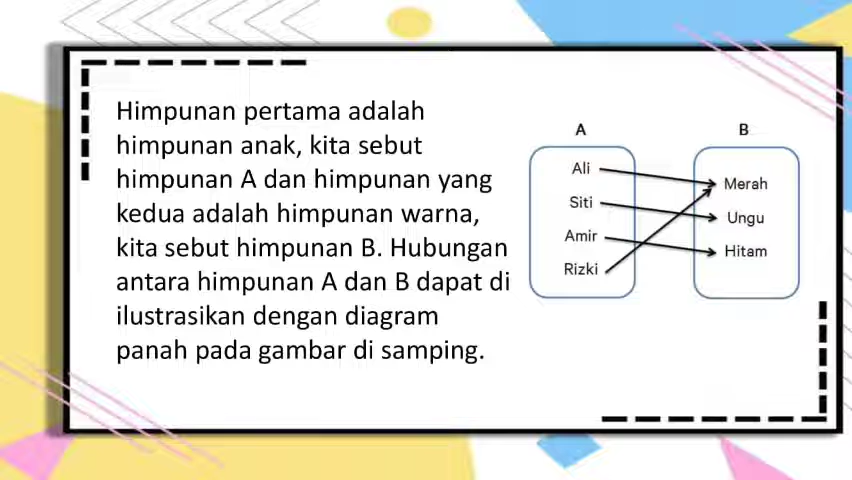 Himpunan pertama adalah
himpunan anak, kita sebut
himpunan A dan himpunan yang
kedua adalah himpunan warna,
kita sebut himpunan B. Hubungan
antara himpunan A dan B dapat di
ilustrasikan dengan diagram
panah pada gambar di samping.
A
Ali
Siti
Amir
Rizki
B
Merah
Ungu
Hitam